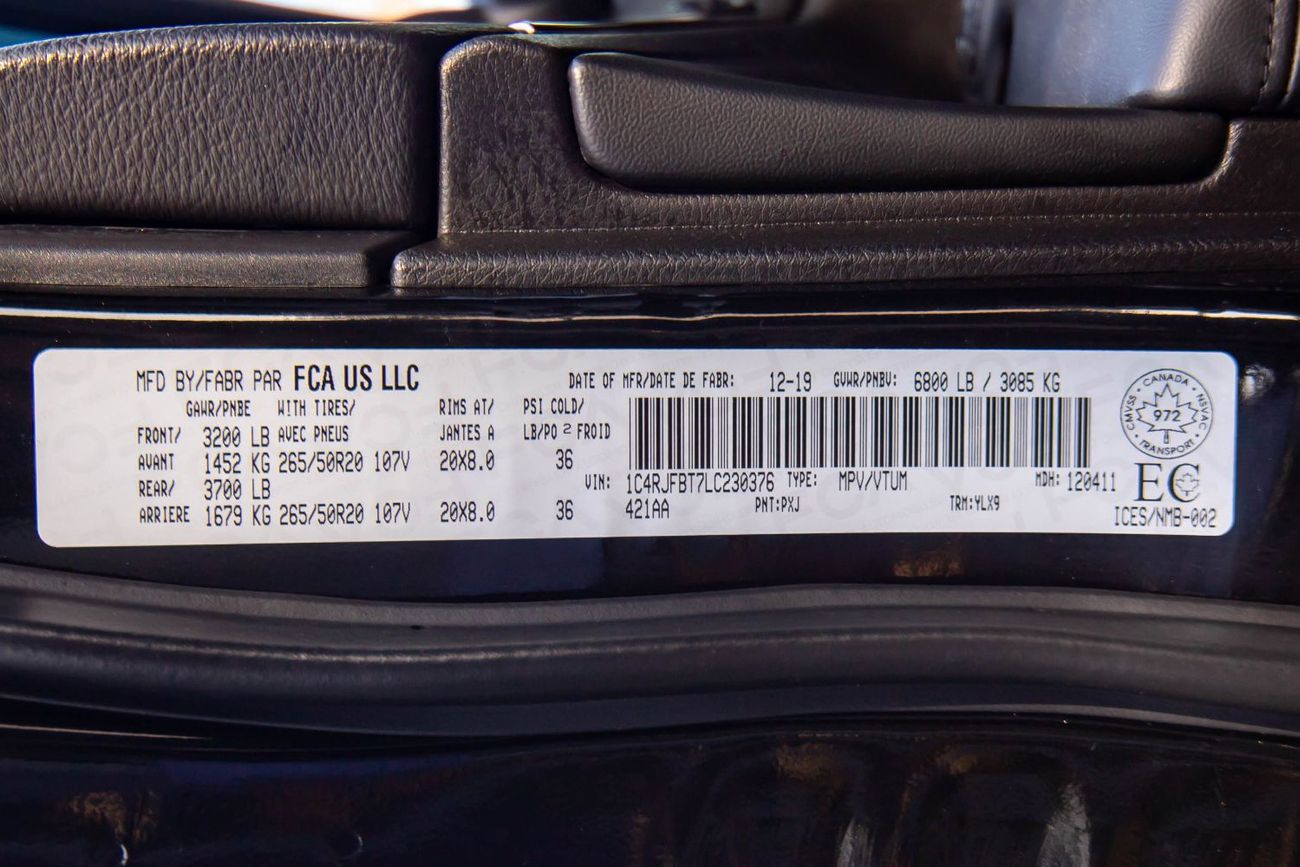 MFD BY/FABR PAR FCA US LLC DATE OF MFR/DATE DE FABR: 12-19 GVWR/PNBV: 6800 LB / 3085 KG
GAWR/PNBE WITH TIRES/ RIMS AT/ PSI COLD/
FRONT/ 3200 LB AVEC PNEUS JANTES A LB/PO² FROID
AVANT 1452 KG 265/50R20 107V 20X8.0 36
REAR/ 3700 LB
ARRIERE 1679 KG 265/50R20 107V 20X8.0 36
VIN: 1C4RJFBT7LC230376 TYPE: MPV/VTUM MDH: 120411
421AA PNT:PXJ TRM:YLX9
CANADA
CMVSS 972 NSVAC
TRANSPORT
EC
ICES/NMB-002